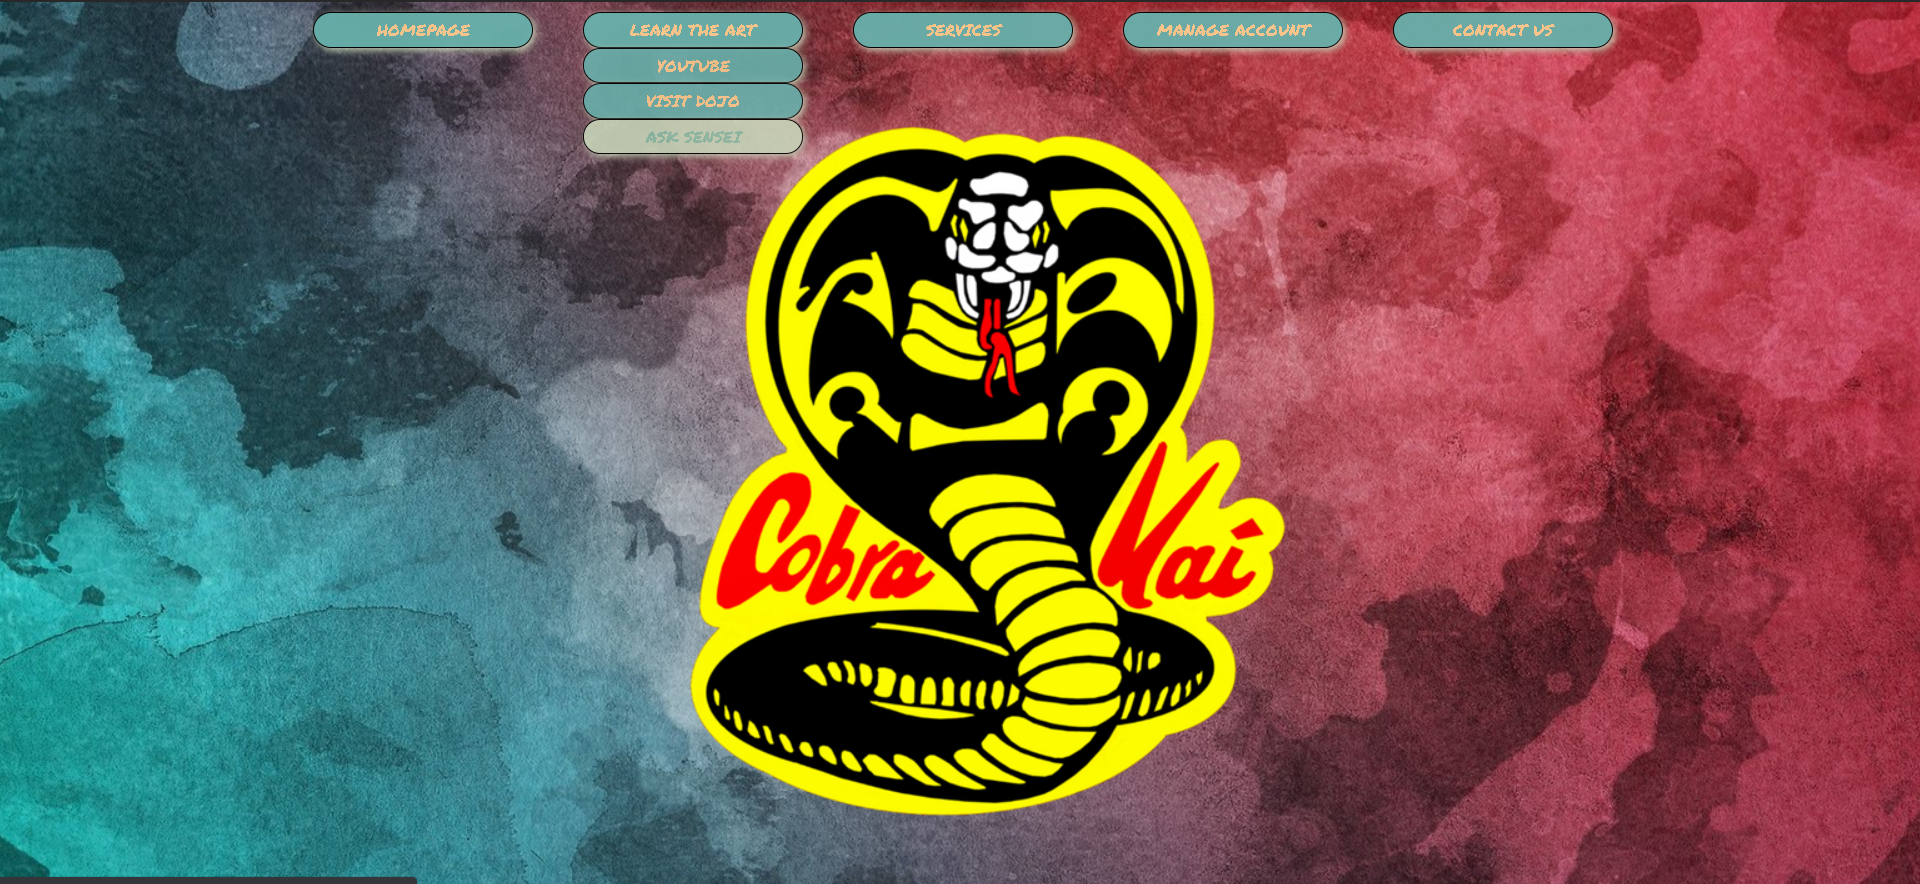 HOMEPAGE
LEARN THE ART
SERVICES
MANAGE ACCOUNT
CONTACT US
YOUTUBE
VISIT DOJO
ASK SENSEI
Cobra Kai